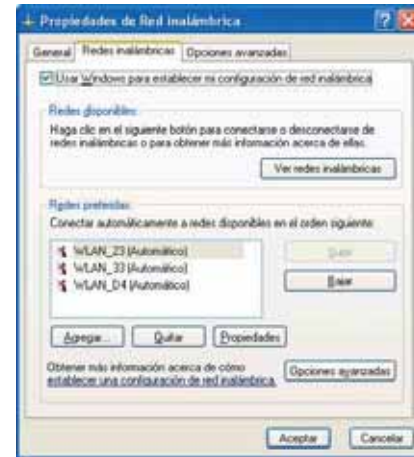 Propiedades de Red inalámbrica
General Redes inalámbricas Opciones avanzadas
Usar Windows para establecer mi configuración de red inalámbrica
Redes disponibles
Haga clic en el siguiente botón para conectarse o desconectarse de
redes inalámbricas o para obtener más información acerca de ellas.
Ver redes inalámbricas
Redes preferidas
Conectar automáticamente a redes disponibles en el orden siguiente:
WLAN_23 (Automático)
WLAN_33 (Automático)
WLAN_D4 (Automático)
Subir
Bajar
Agregar... Quitar Propiedades
Obtener más información acerca de cómo
establecer una configuración de red inalámbrica.
Opciones avanzadas
Aceptar Cancelar